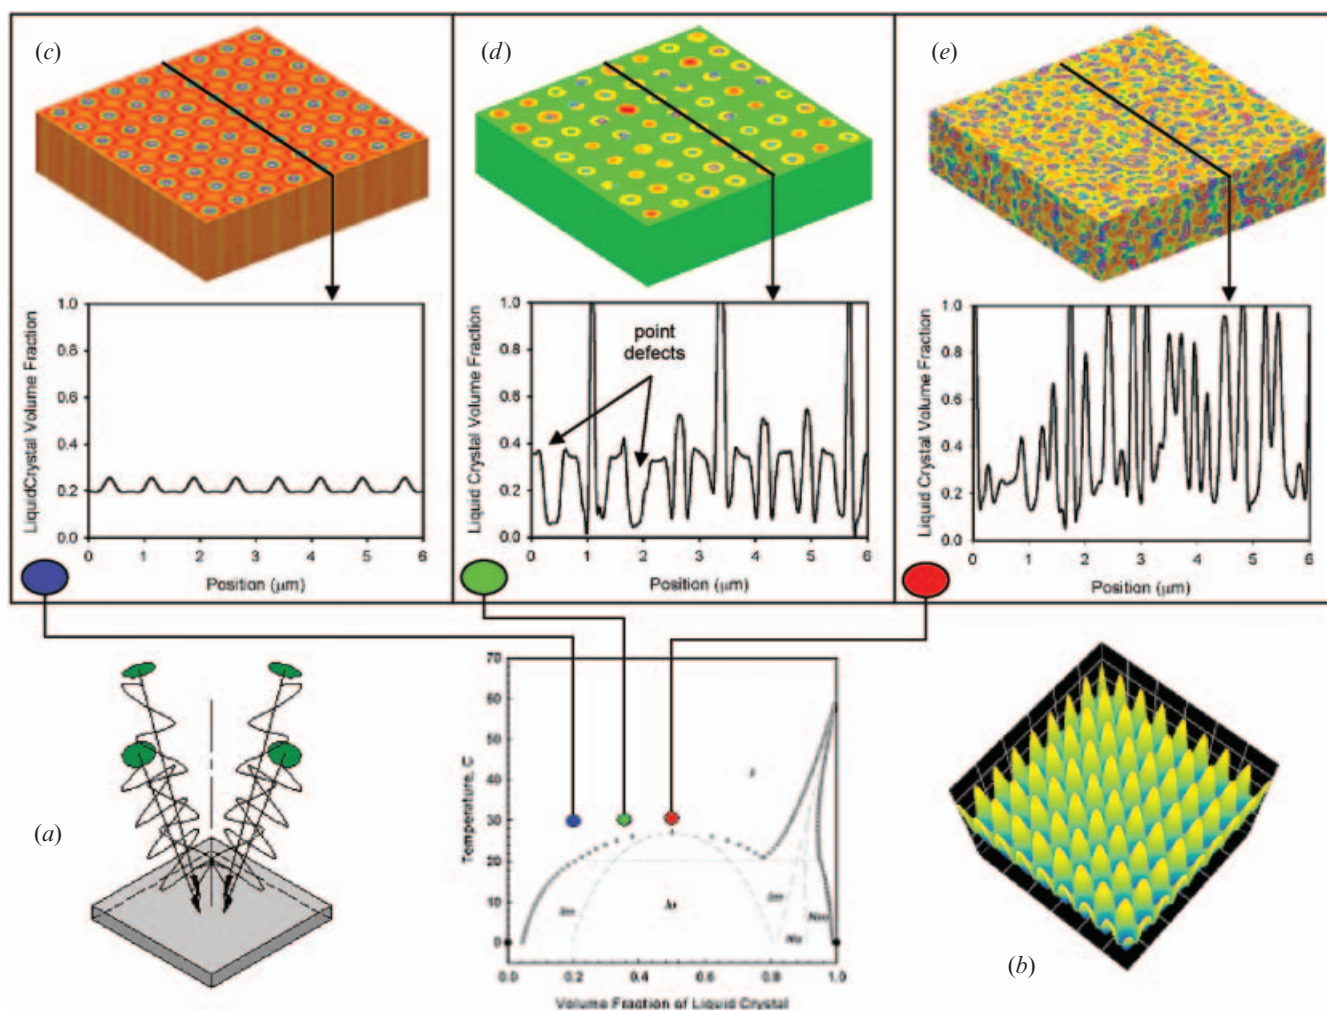 (c)
(d)
(e)
1.0
0.8
0.6
0.4
0.2
0.0
LiquidCrystal Volume Fraction
0 1 2 3 4 5 6
Position (μm)
1.0
0.8
0.6
0.4
0.2
0.0
Liquid Crystal Volume Fraction
point
defects
0 1 2 3 4 5 6
Position (μm)
1.0
0.8
0.6
0.4
0.2
0.0
Liquid Crystal Volume Fraction
0 1 2 3 4 5 6
Position (μm)
(a)
70
60
50
40
30
20
10
0
Temperature, C
I
0.0 0.2 0.4 0.6 0.8 1.0
Volume Fraction of Liquid Crystal
(b)